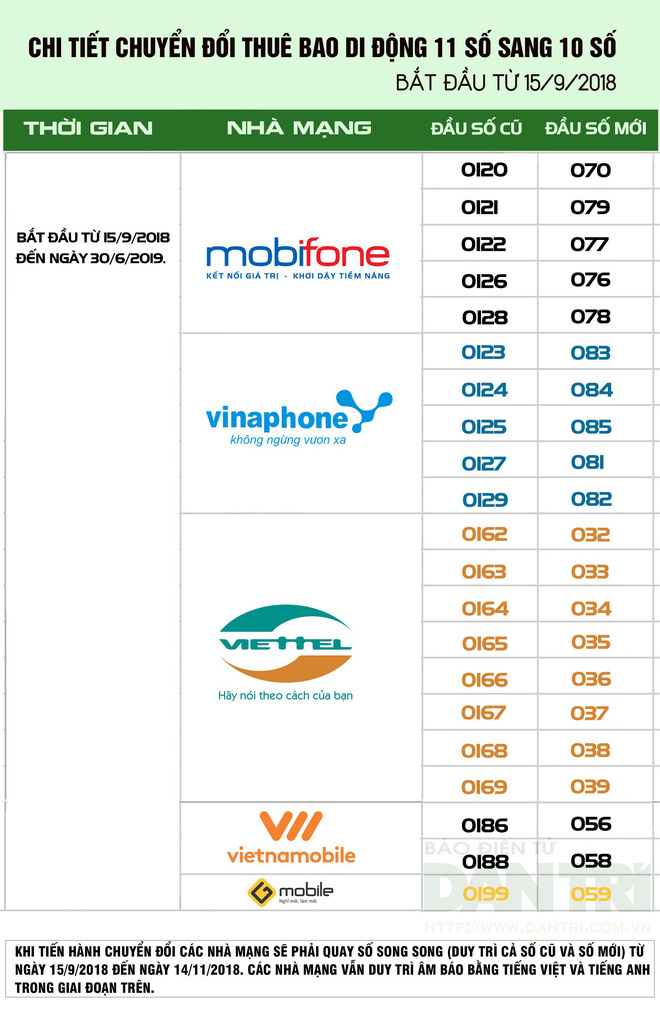 CHI TIẾT CHUYỂN ĐỔI THUÊ BAO DI ĐỘNG 11 SỐ SANG 10 SỐ
BẮT ĐẦU TỪ 15/9/2018
THỜI GIAN NHÀ MẠNG ĐẦU SỐ CŨ ĐẦU SỐ MỚI
BẮT ĐẦU TỪ 15/9/2018
ĐẾN NGÀY 30/6/2019.
mobifone
KẾT NỐI GIÁ TRỊ - KHƠI DẬY TIỀM NĂNG
0120 070
0121 079
0122 077
0126 076
0128 078
vinaphone
không ngừng vươn xa
0123 083
0124 084
0125 085
0127 081
0129 082
VIETTEL
Hãy nói theo cách của bạn
0162 032
0163 033
0164 034
0165 035
0166 036
0167 037
0168 038
0169 039
vietnamobile
0186 056
0188 058
G mobile
Nghĩ mới, làm mới
0199 059
BÁO ĐIỆN TỬ
DÂN TRÍ
HTTP://WWW.DANTRI.COM.VN
KHI TIẾN HÀNH CHUYỂN ĐỔI CÁC NHÀ MẠNG SẼ PHẢI QUAY SỐ SONG SONG (DUY TRÌ CẢ SỐ CŨ VÀ SỐ MỚI) TỪ
NGÀY 15/9/2018 ĐẾN NGÀY 14/11/2018. CÁC NHÀ MẠNG VẪN DUY TRÌ ÂM BÁO BẰNG TIẾNG VIỆT VÀ TIẾNG ANH
TRONG GIAI ĐOẠN TRÊN.